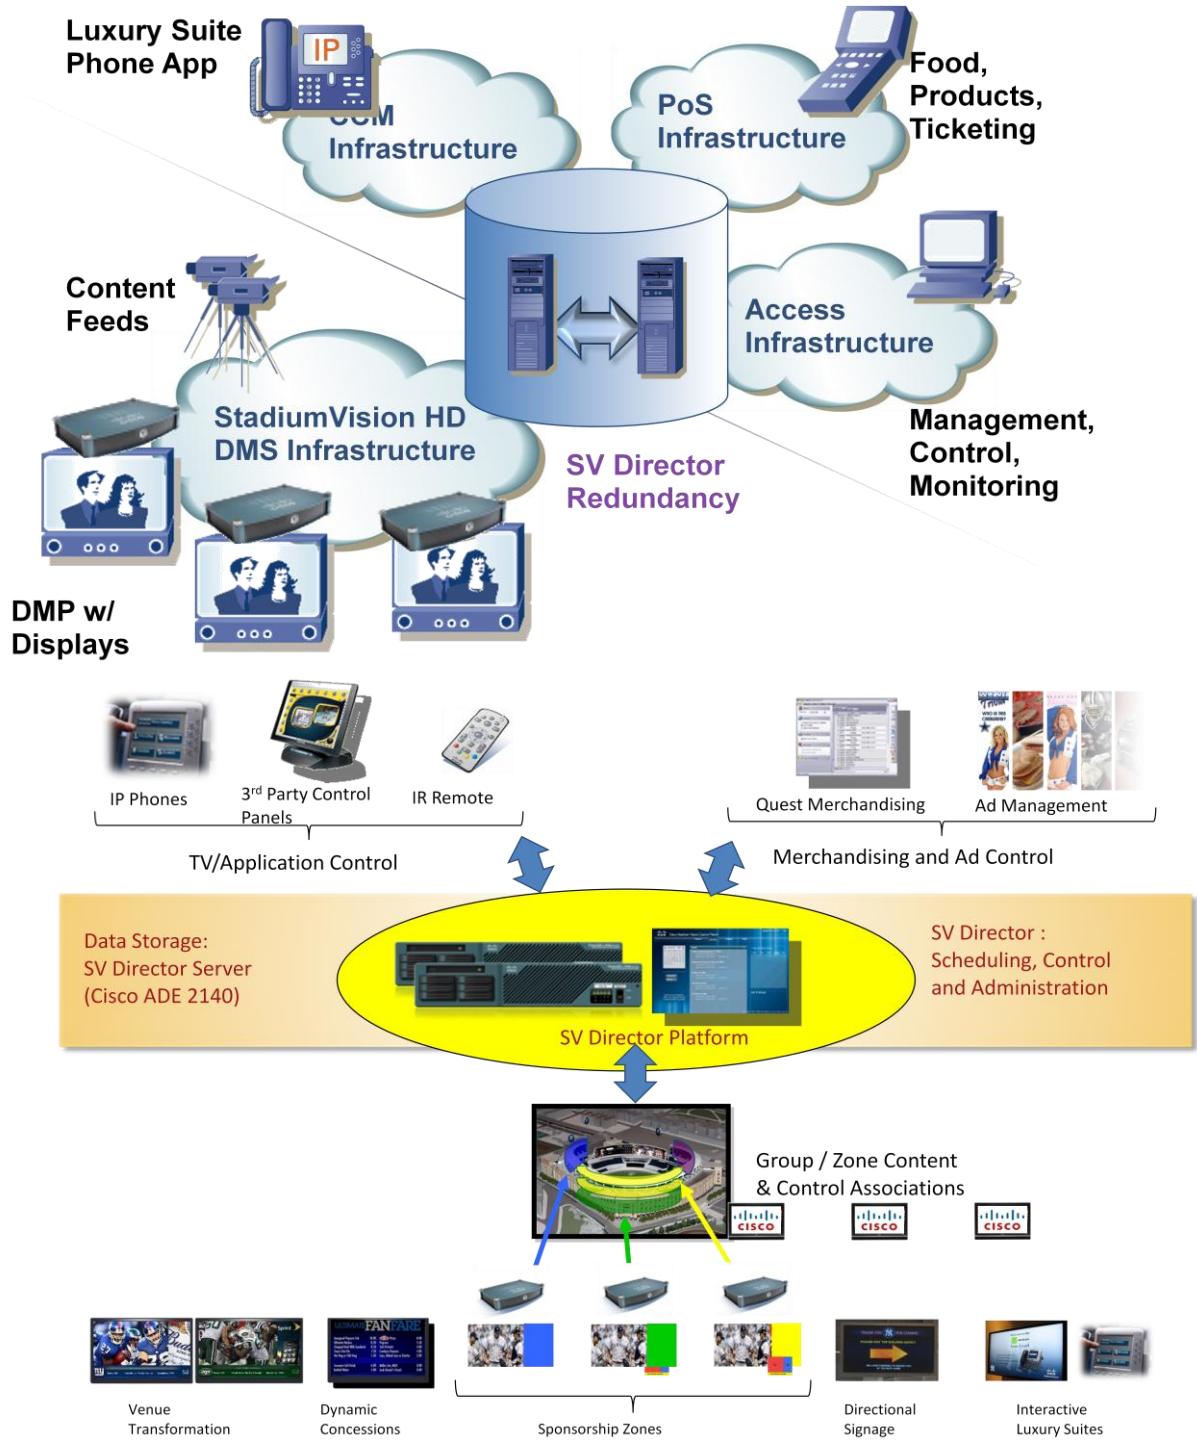 Luxury Suite
Phone App
IP
CCM
Infrastructure
PoS
Infrastructure
Food,
Products,
Ticketing
Content
Feeds
Access
Infrastructure
StadiumVision HD
DMS Infrastructure
SV Director
Redundancy
Management,
Control,
Monitoring
DMP w/
Displays
IP Phones
3rd Party Control
Panels
IR Remote
Quest Merchandising
Ad Management
TV/Application Control
Merchandising and Ad Control
Data Storage:
SV Director Server
(Cisco ADE 2140)
SV Director :
Scheduling, Control
and Administration
SV Director Platform
Group / Zone Content
& Control Associations
CISCO
CISCO
CISCO
FANFARE
Venue
Transformation
Dynamic
Concessions
Sponsorship Zones
Directional
Signage
Interactive
Luxury Suites